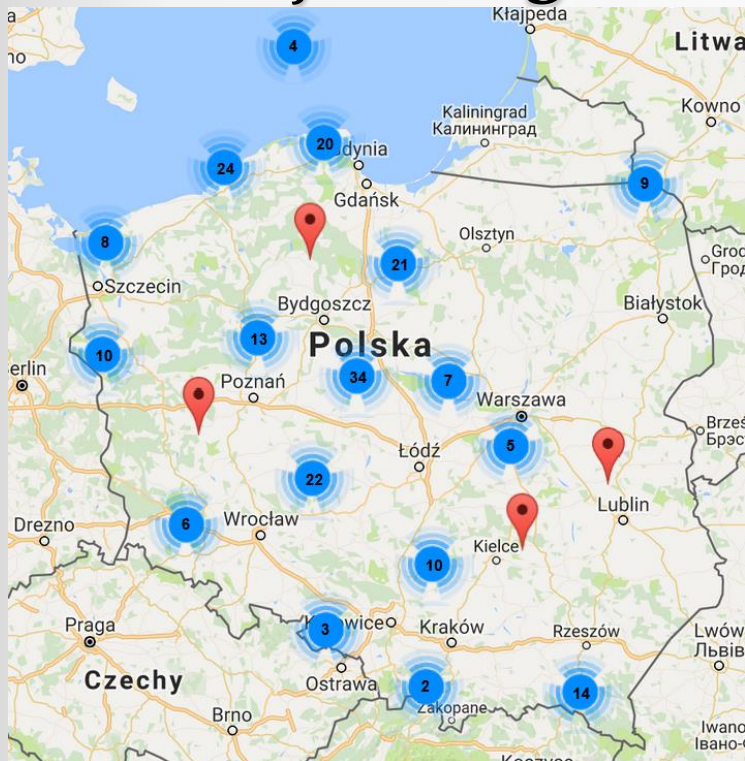 Kłajpeda
4
Litwa
Kaliningrad
Калининград
Kowno
20
Gdynia
24
Gdańsk
9
8
Olsztyn
21
Szczecin
Białystok
Bydgoszcz
13
Polska
10
34
7
Poznań
Warszawa
5
Łódź
22
Lublin
6
Drezno
Wrocław
10
Kielce
3
Katowice
Praga
Kraków
Rzeszów
Czechy
Ostrawa
2
14
Zakopane
Brno